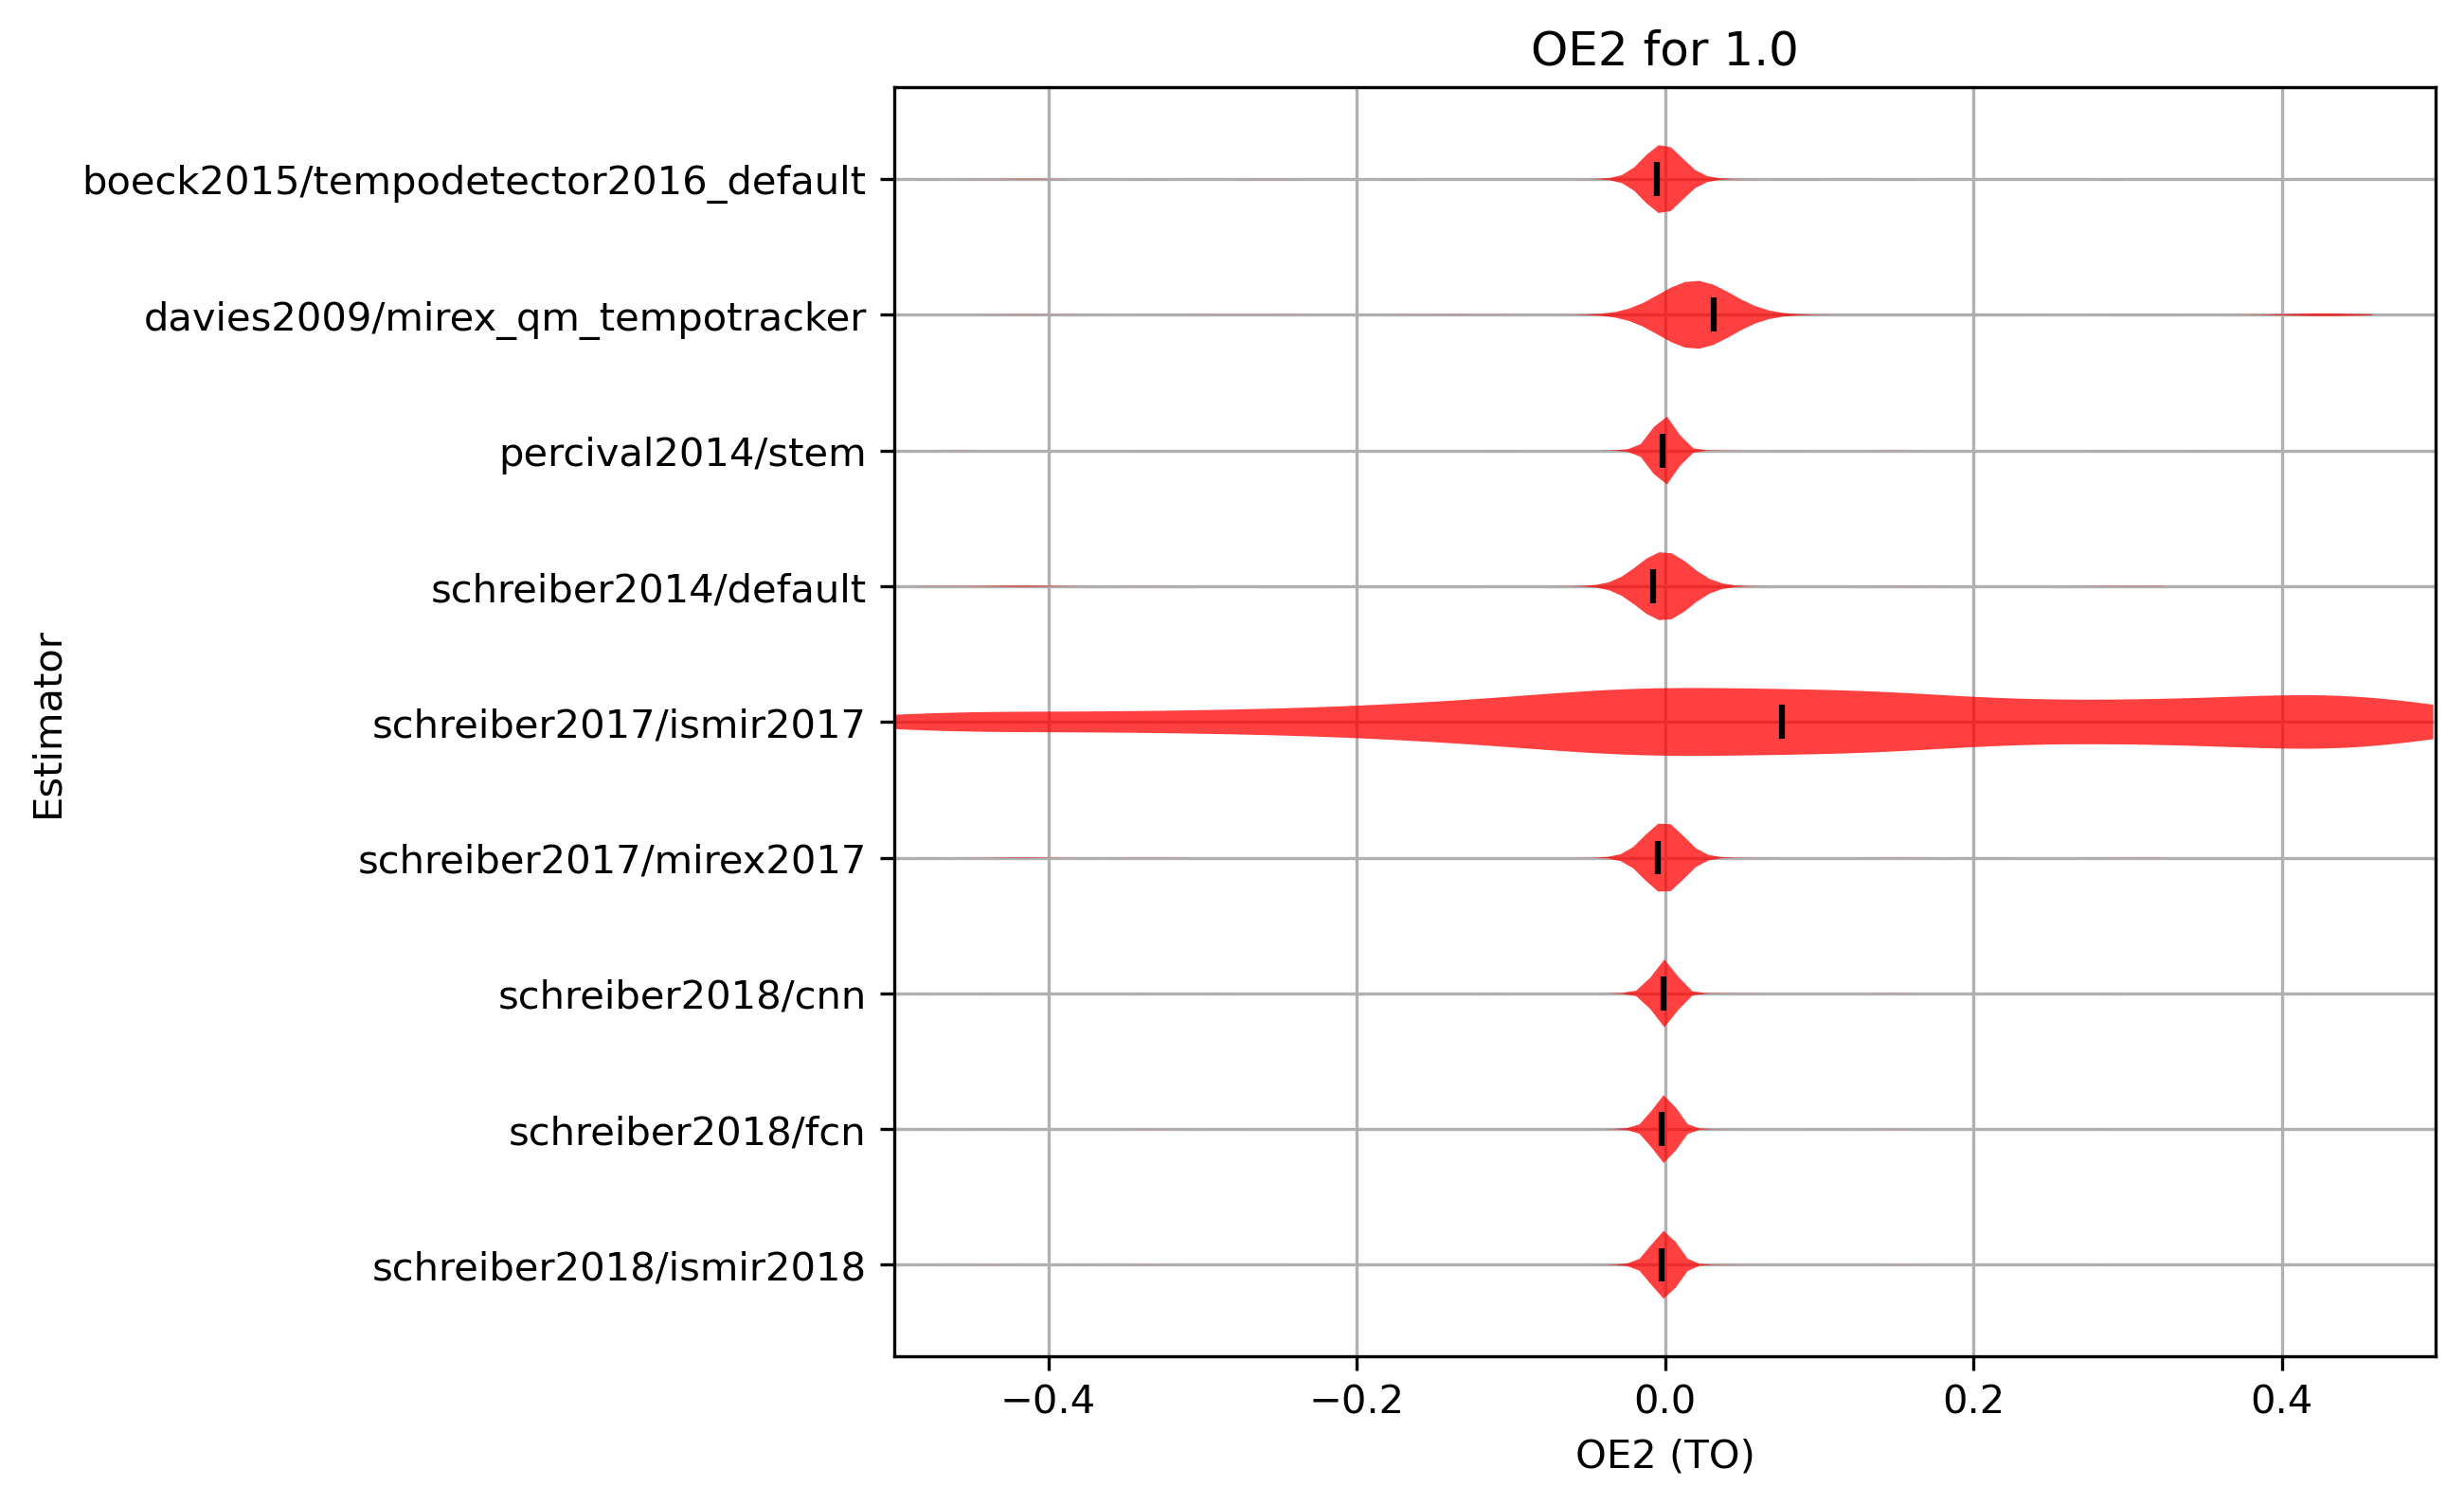 OE2 for 1.0
boeck2015/tempodetector2016_default
davies2009/mirex_qm_tempotracker
percival2014/stem
schreiber2014/default
schreiber2017/ismir2017
schreiber2017/mirex2017
schreiber2018/cnn
schreiber2018/fcn
schreiber2018/ismir2018
Estimator
−0.4 −0.2 0.0 0.2 0.4
OE2 (TO)